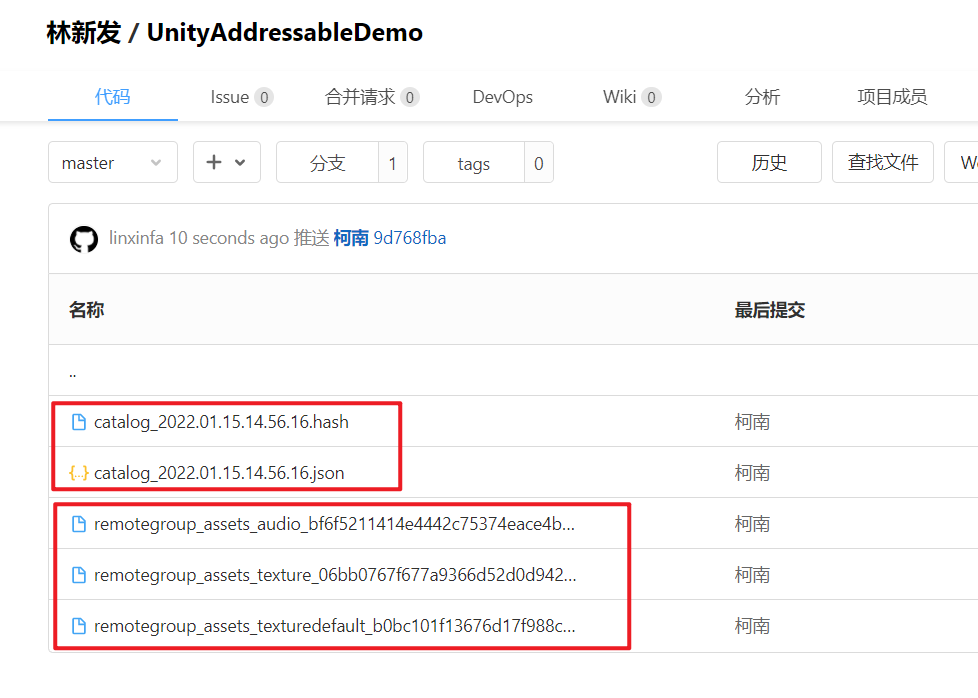 林新发 / UnityAddressableDemo
代码 Issue 0 合并请求 0 DevOps Wiki 0 分析 项目成员
master 分支 1 tags 0 历史 查找文件
linxinfa 10 seconds ago 推送 柯南 9d768fba
名称 最后提交
..
catalog_2022.01.15.14.56.16.hash 柯南
{..} catalog_2022.01.15.14.56.16.json 柯南
remotegroup_assets_audio_bf6f5211414e4442c75374eace4b... 柯南
remotegroup_assets_texture_06bb0767f677a9366d52d0d942... 柯南
remotegroup_assets_texturedefault_b0bc101f13676d17f988c... 柯南